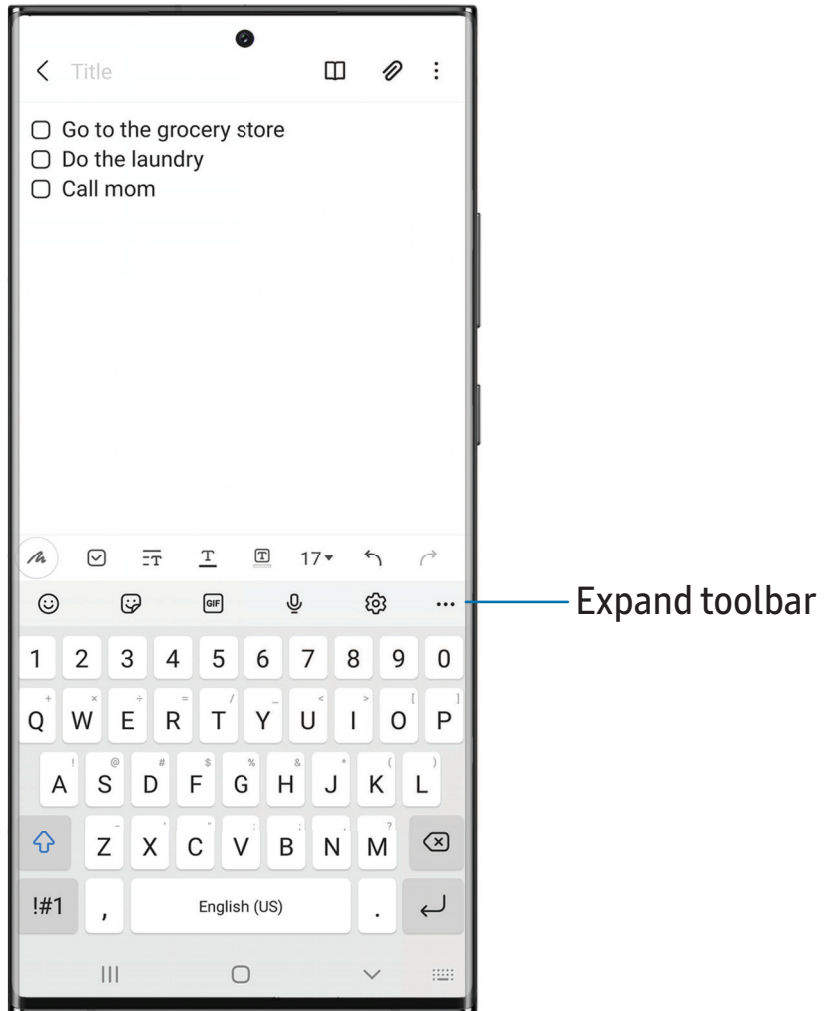 Title
Go to the grocery store
Do the laundry
Call mom
T T T 17
GIF
Expand toolbar
1 2 3 4 5 6 7 8 9 0
+ × ÷ = / _ < > [ ]
Q W E R T Y U I O P
! @ # $ % & * ( )
A S D F G H J K L
- ' " : ; , ?
Z X C V B N M
!#1 , English (US) .